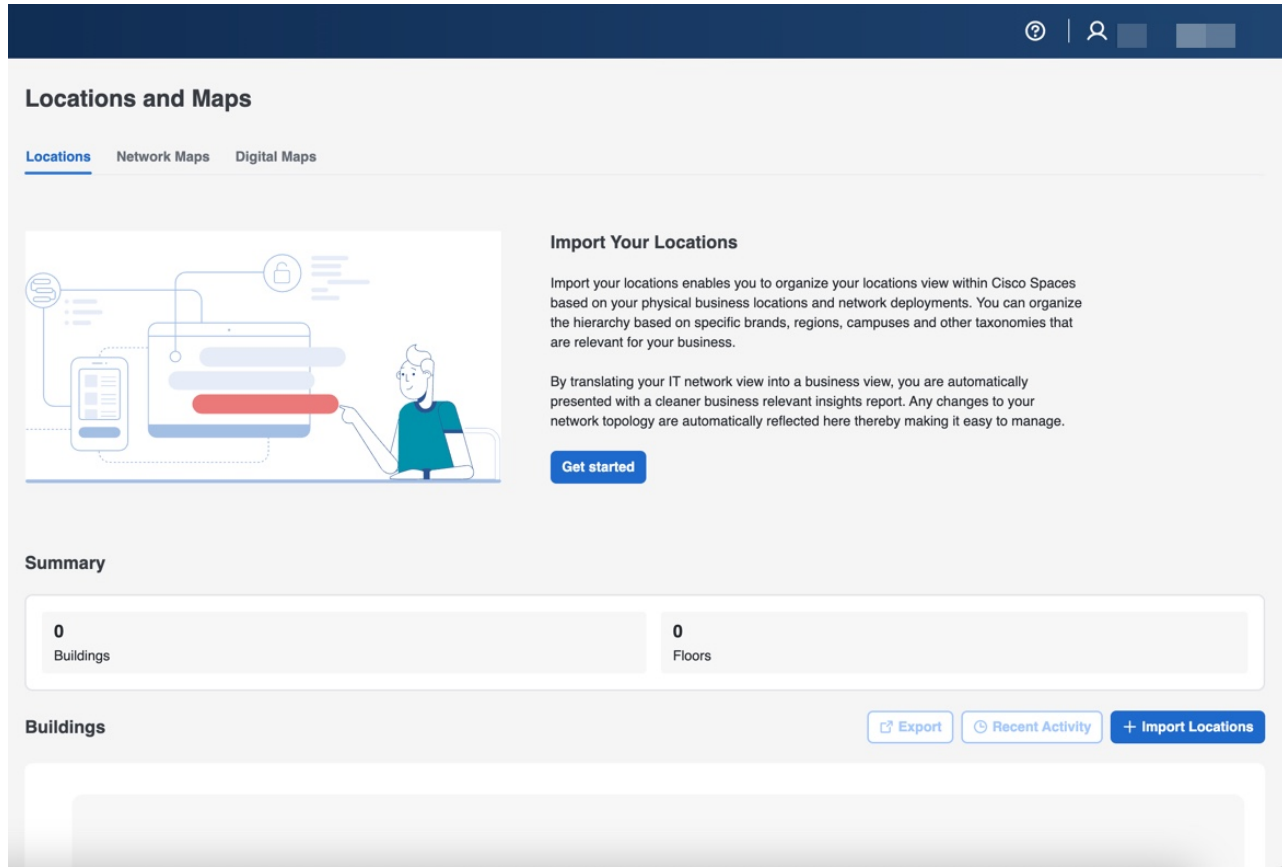 Locations and Maps
Locations Network Maps Digital Maps
Import Your Locations
Import your locations enables you to organize your locations view within Cisco Spaces
based on your physical business locations and network deployments. You can organize
the hierarchy based on specific brands, regions, campuses and other taxonomies that
are relevant for your business.
By translating your IT network view into a business view, you are automatically
presented with a cleaner business relevant insights report. Any changes to your
network topology are automatically reflected here thereby making it easy to manage.
Get started
Summary
0
Buildings
0
Floors
Buildings
Export
Recent Activity
+ Import Locations